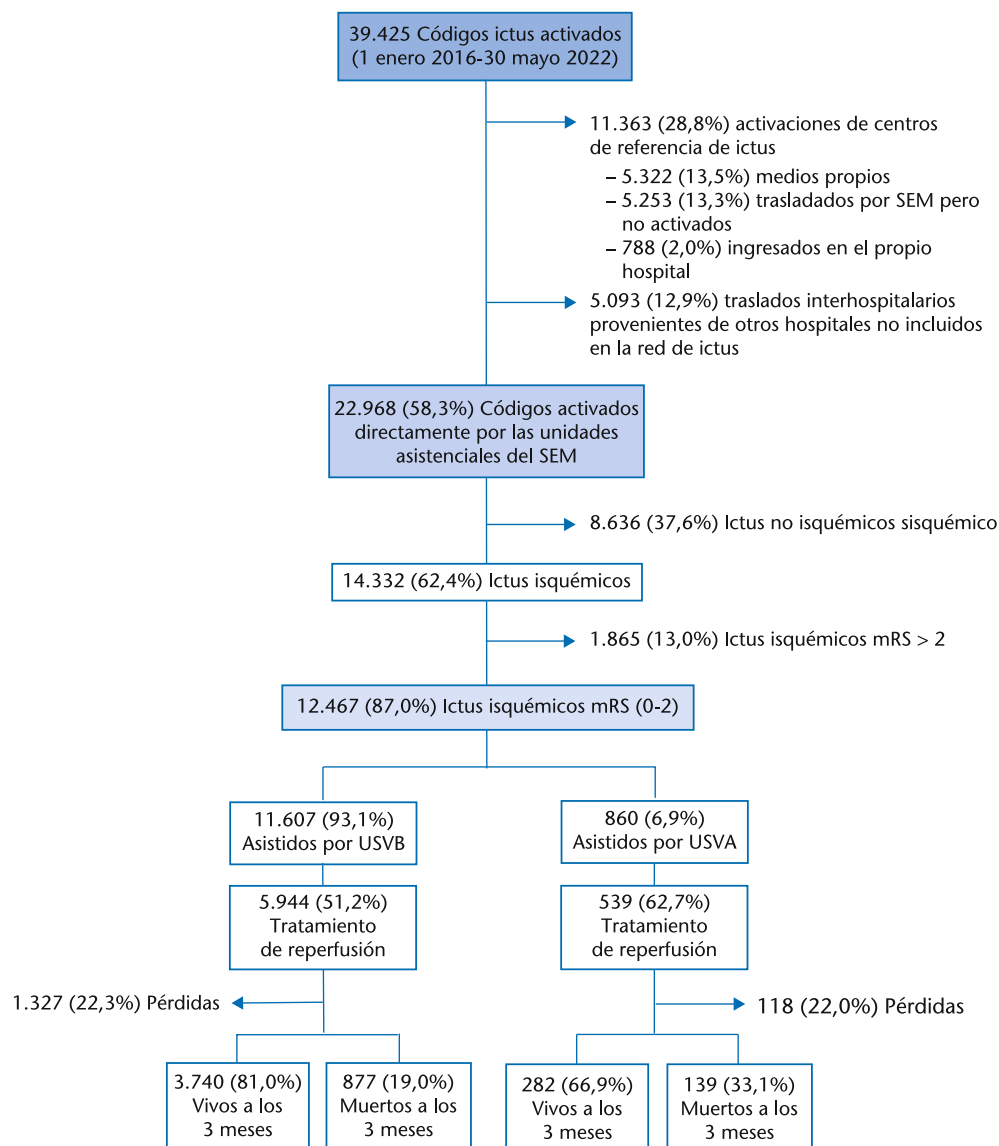 39.425 Códigos ictus activados
(1 enero 2016-30 mayo 2022)
11.363 (28,8%) activaciones de centros
de referencia de ictus
– 5.322 (13,5%) medios propios
– 5.253 (13,3%) trasladados por SEM pero
no activados
– 788 (2,0%) ingresados en el propio
hospital
5.093 (12,9%) traslados interhospitalarios
provenientes de otros hospitales no incluidos
en la red de ictus
22.968 (58,3%) Códigos activados
directamente por las unidades
asistenciales del SEM
8.636 (37,6%) Ictus no isquémicos sisquémico
14.332 (62,4%) Ictus isquémicos
1.865 (13,0%) Ictus isquémicos mRS > 2
12.467 (87,0%) Ictus isquémicos mRS (0-2)
11.607 (93,1%)
Asistidos por USVB
860 (6,9%)
Asistidos por USVA
5.944 (51,2%)
Tratamiento
de reperfusión
539 (62,7%)
Tratamiento
de reperfusión
1.327 (22,3%) Pérdidas
118 (22,0%) Pérdidas
3.740 (81,0%)
Vivos a los
3 meses
877 (19,0%)
Muertos a los
3 meses
282 (66,9%)
Vivos a los
3 meses
139 (33,1%)
Muertos a los
3 meses